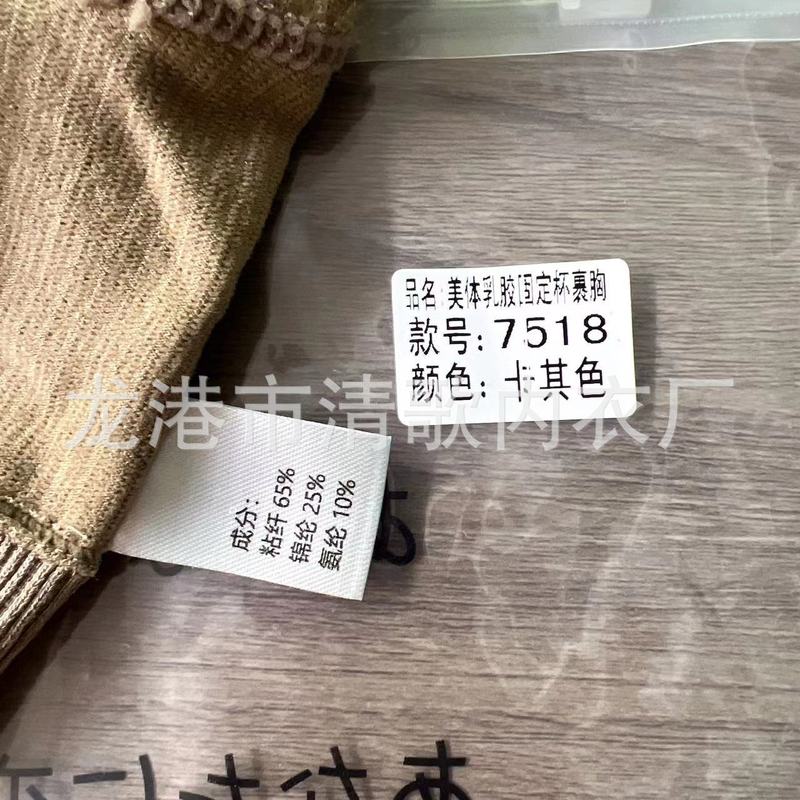 品名:美体乳胶固定杯裹胸
款号:7518
颜色:卡其色
龙港市清歌内衣厂
成分:
粘纤 65%
锦纶 25%
氨纶 10%